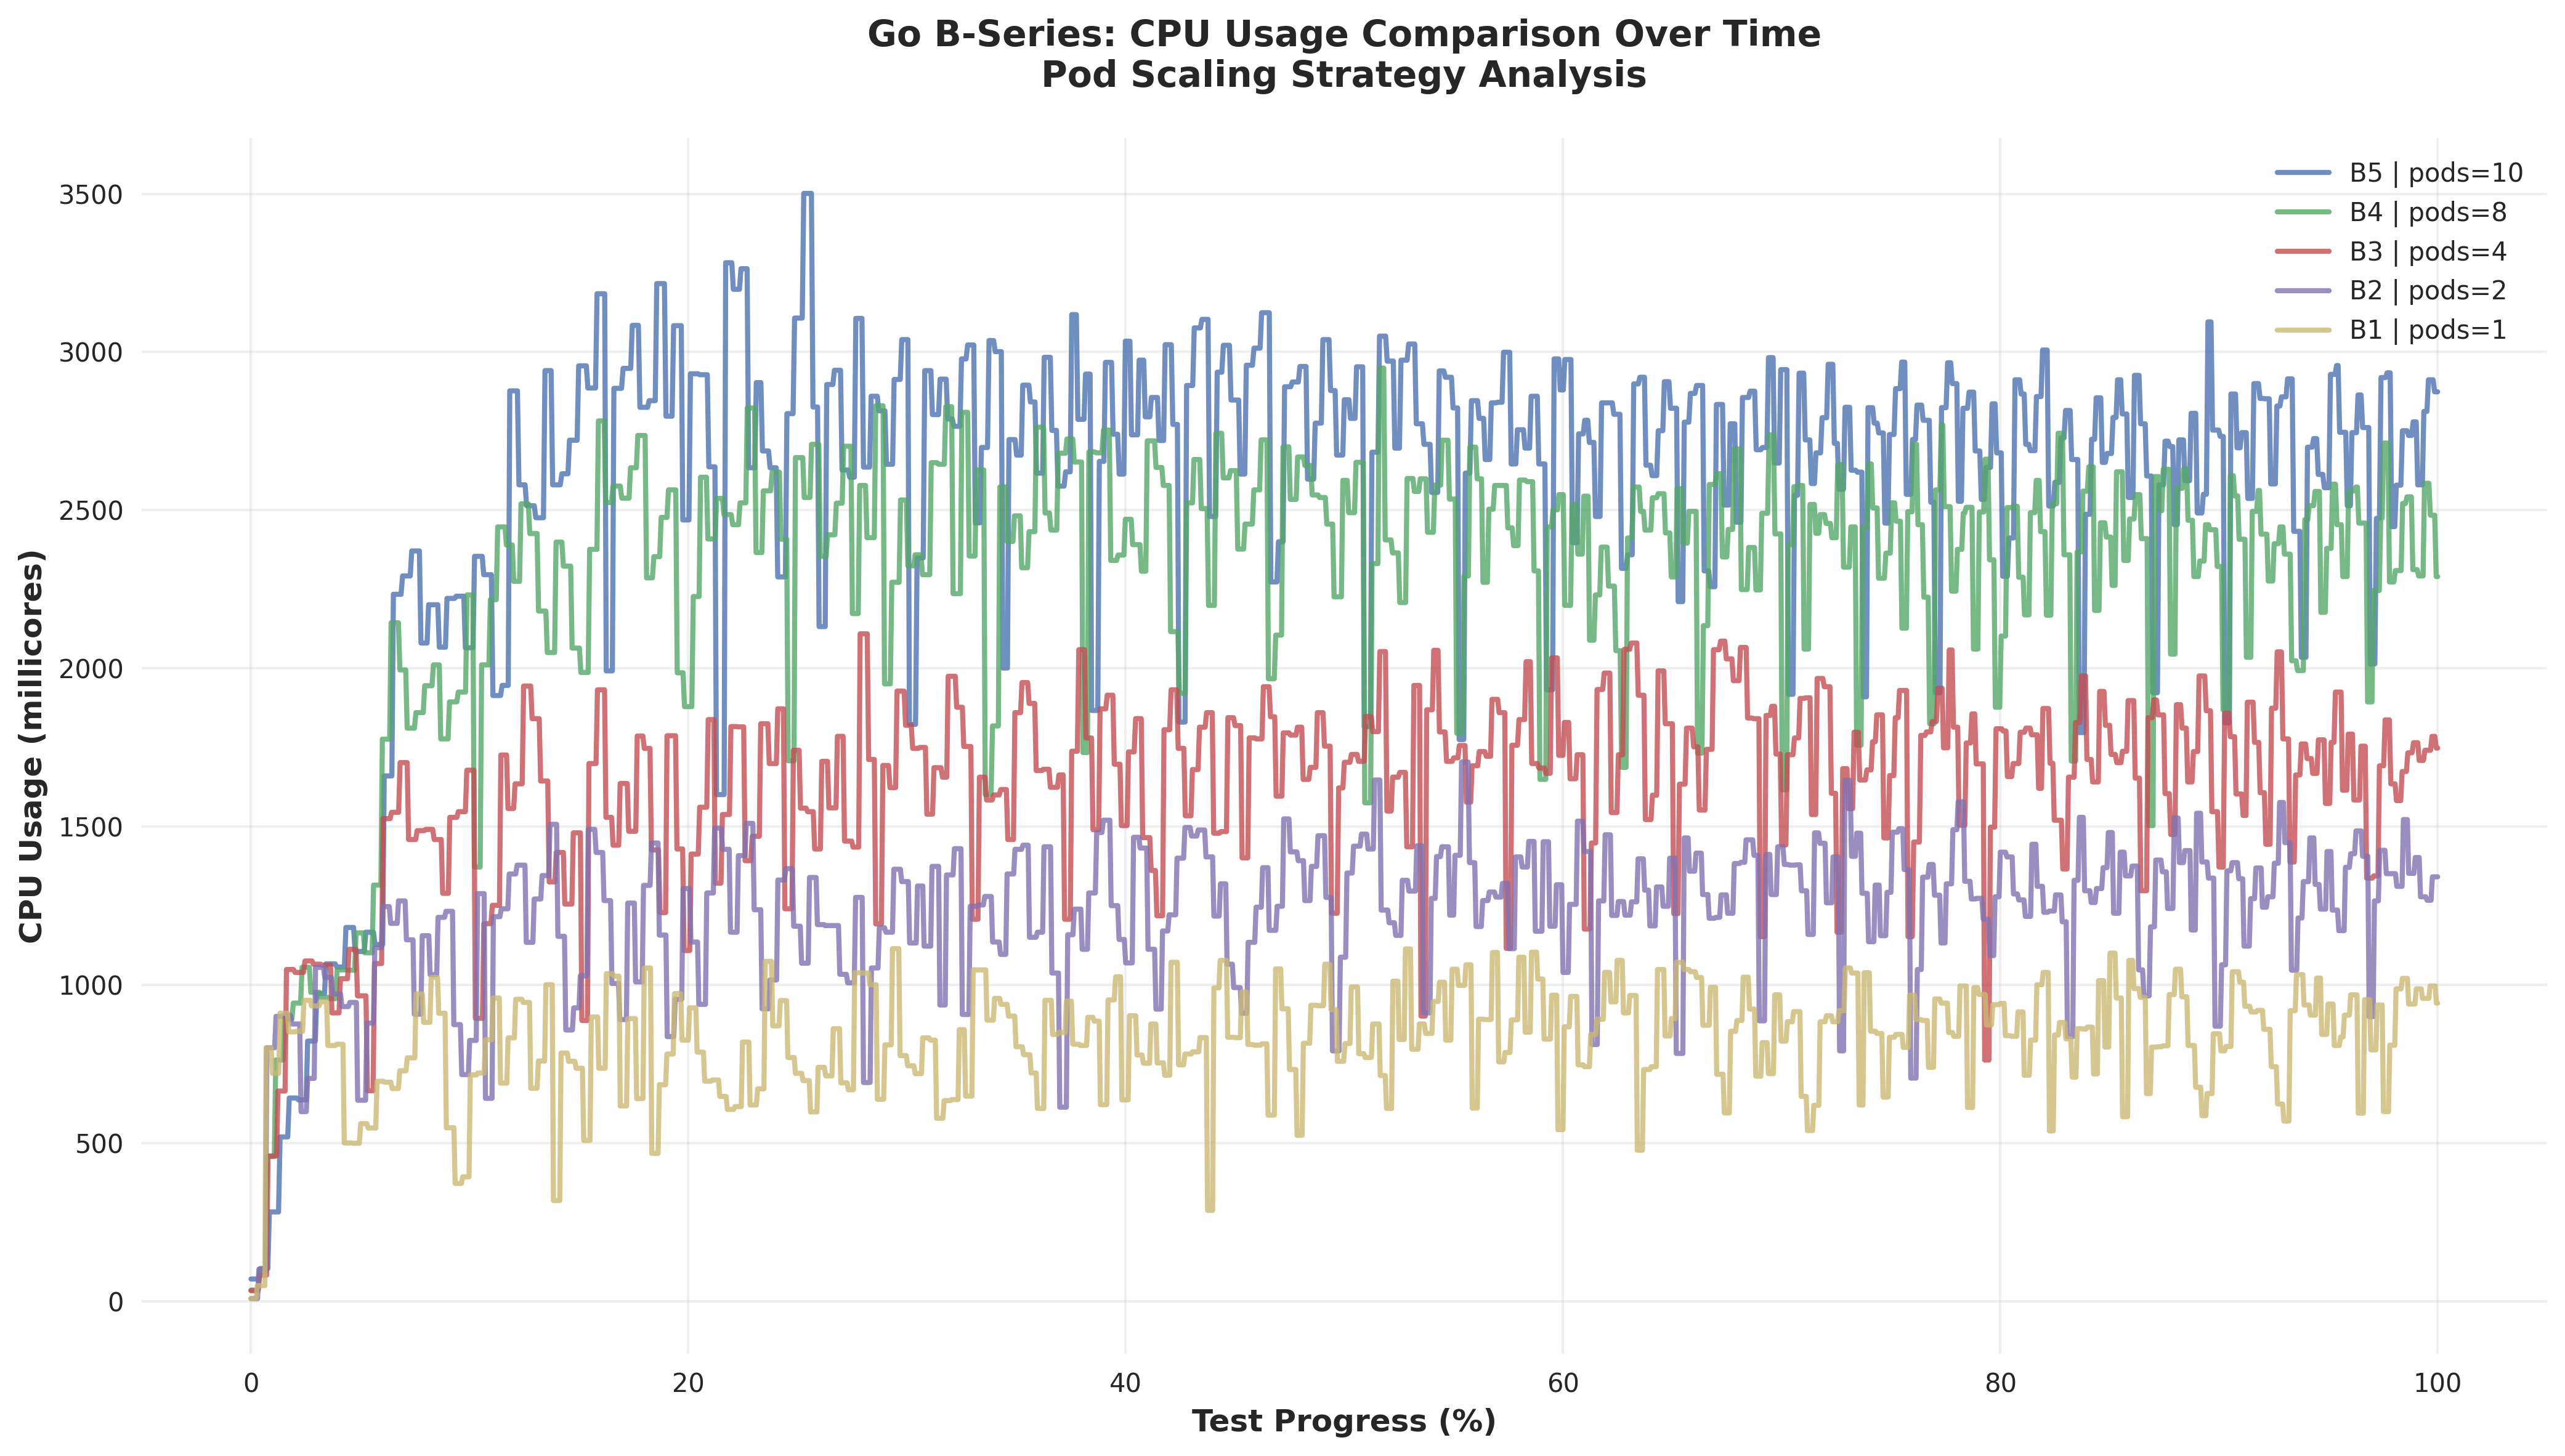 Go B-Series: CPU Usage Comparison Over Time
Pod Scaling Strategy Analysis
B5 | pods=10
B4 | pods=8
B3 | pods=4
B2 | pods=2
B1 | pods=1
CPU Usage (millicores)
3500
3000
2500
2000
1500
1000
500
0
0 20 40 60 80 100
Test Progress (%)